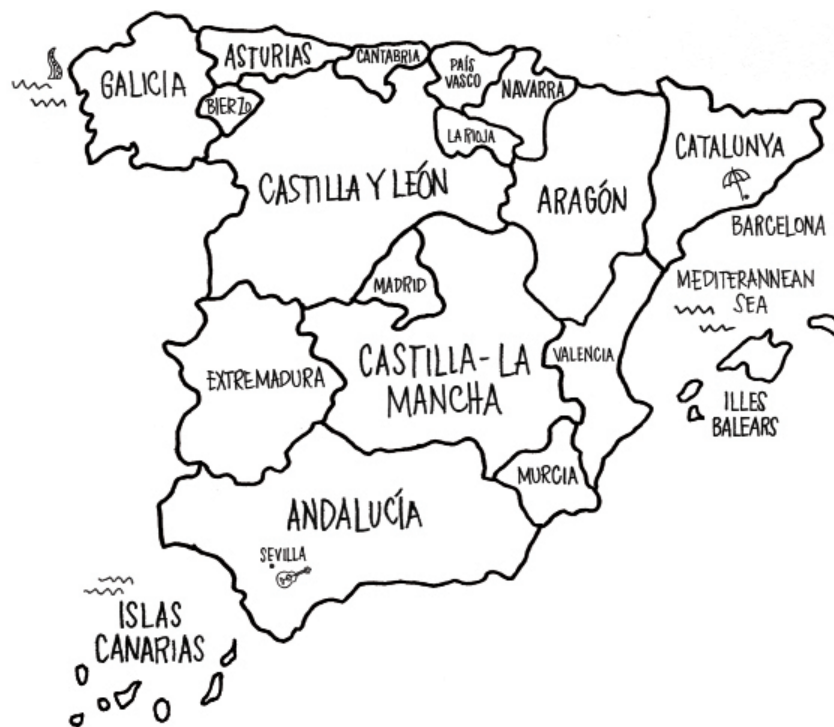 GALICIA
ASTURIAS
CANTABRIA
PAÍS
VASCO
NAVARRA
BIERZO
LA RIOJA
CASTILLA Y LEÓN
ARAGÓN
CATALUNYA
BARCELONA
MADRID
MEDITERANNEAN
SEA
EXTREMADURA
CASTILLA-LA
MANCHA
VALENCIA
ILLES
BALEARS
MURCIA
ANDALUCÍA
SEVILLA
ISLAS
CANARIAS